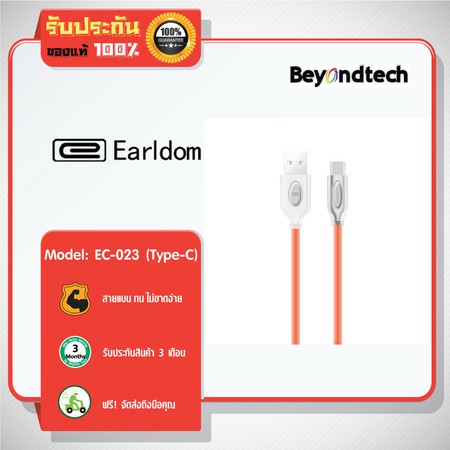 รับประกัน
ของแท้ 100%
100%
GUARANTEE
Beyondtech
Earldom
Model: EC-023 (Type-C)
สายแบน ทน ไม่ขาดง่าย
3
Months
รับประกันสินค้า 3 เดือน
ฟรี! จัดส่งถึงมือคุณ